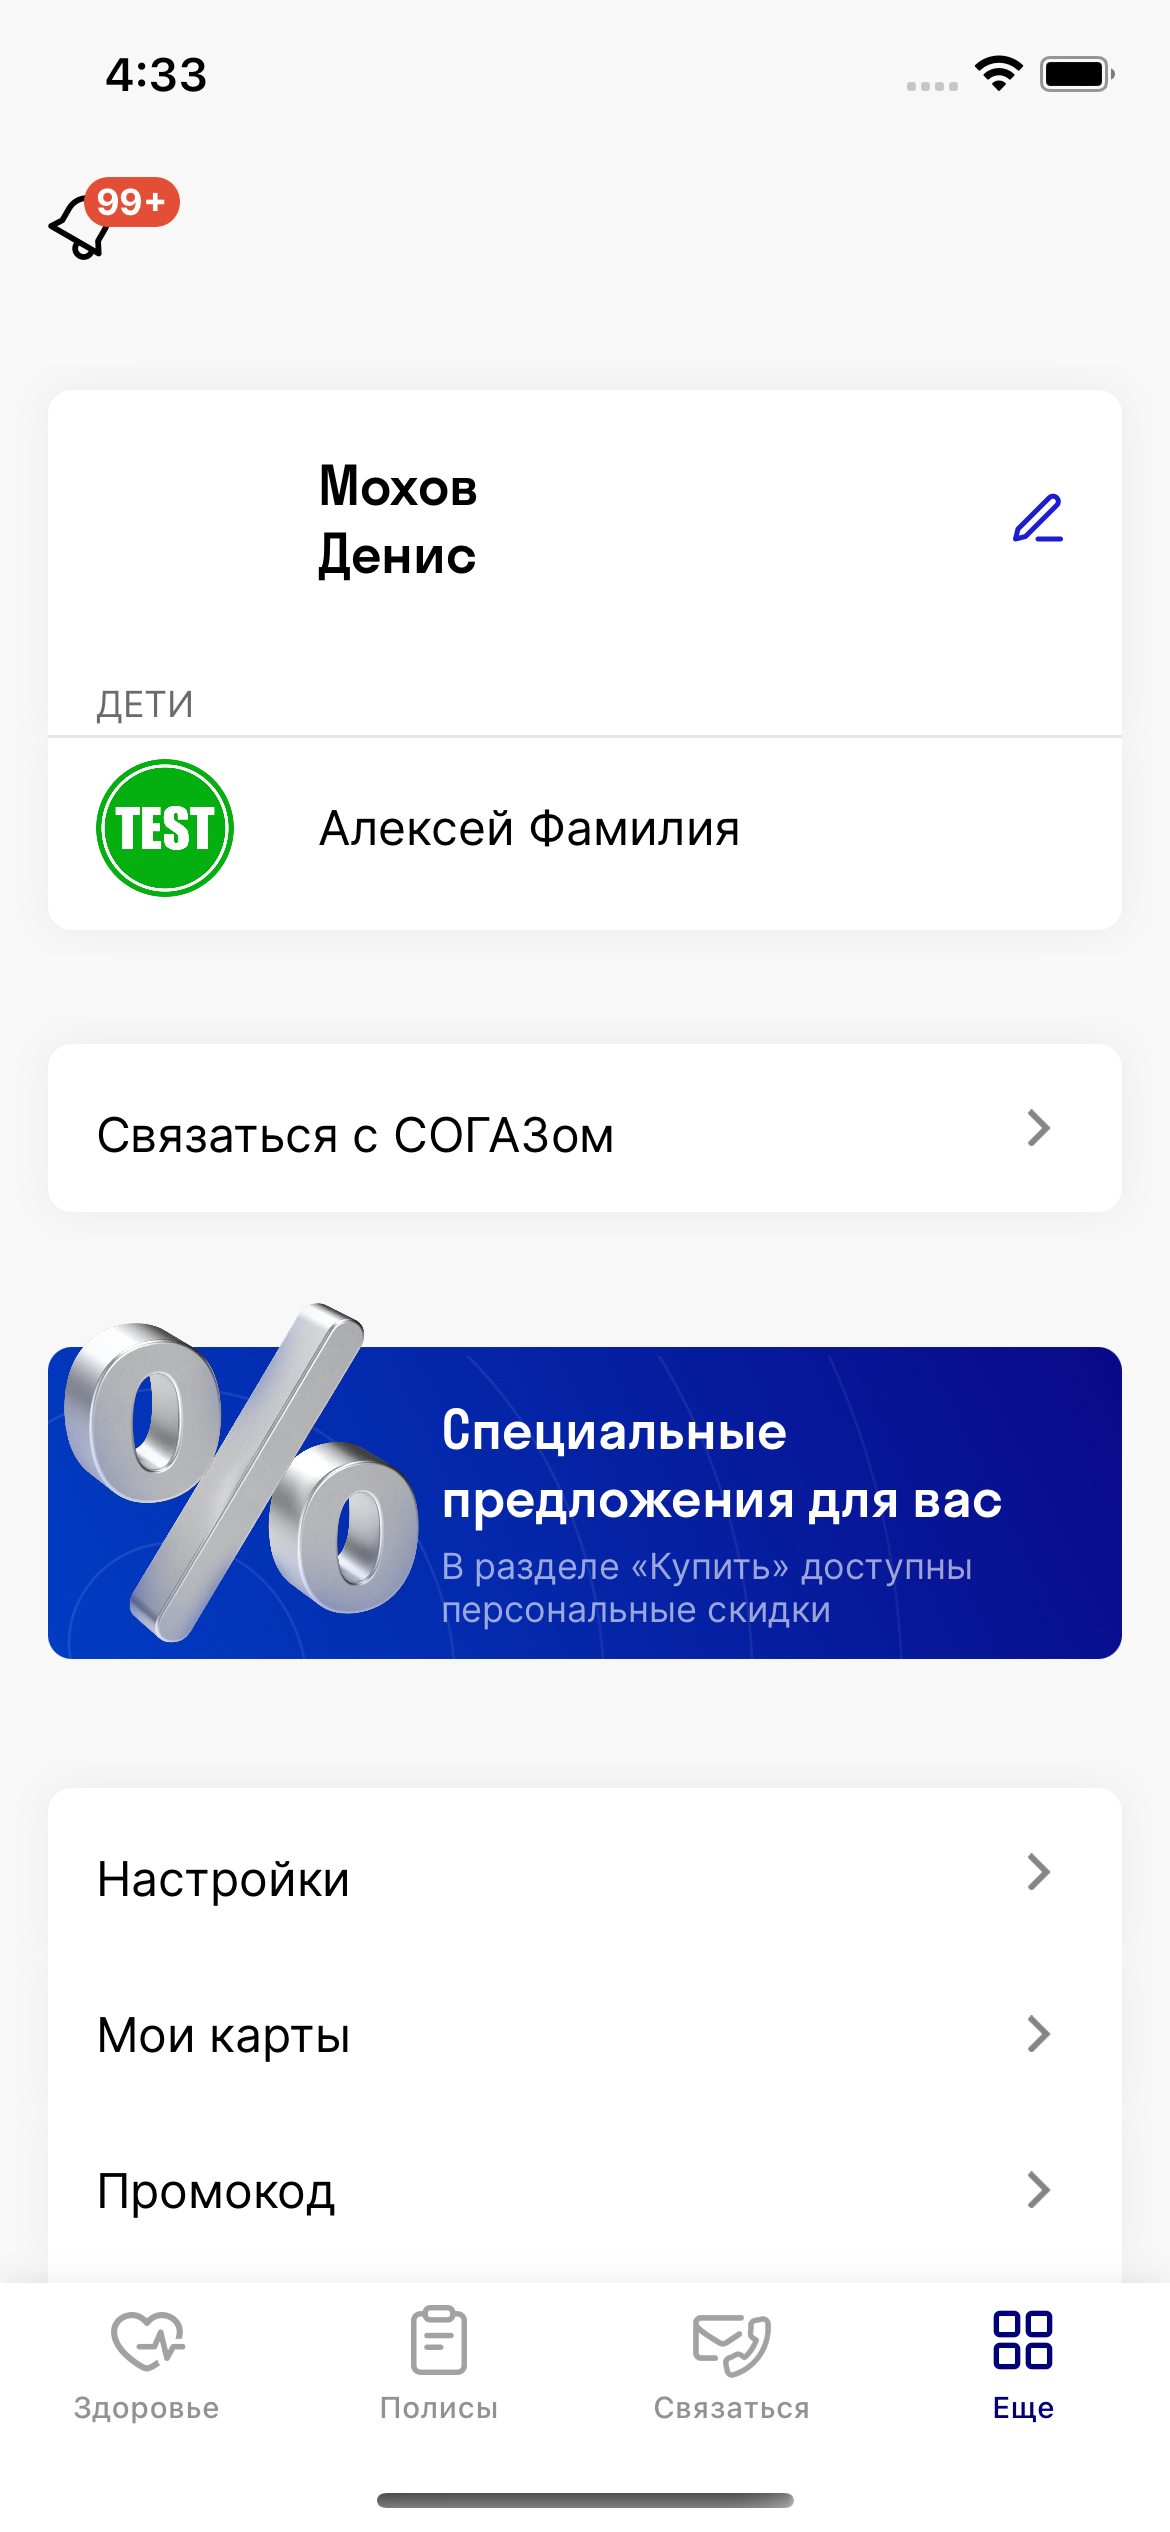 4:33
99+
Мохов
Денис
ДЕТИ
TEST
Алексей Фамилия
Связаться с СОГАЗом
Специальные
предложения для вас
В разделе «Купить» доступны
персональные скидки
Настройки
Мои карты
Промокод
Здоровье
Полисы
Связаться
Еще